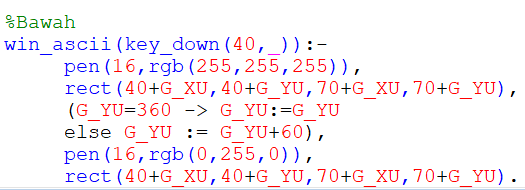 %Bawah
win_ascii(key_down(40,_)):-
pen(16,rgb(255,255,255)),
rect(40+G_XU,40+G_YU,70+G_XU,70+G_YU),
(G_YU=360 -> G_YU:=G_YU
else G_YU := G_YU+60),
pen(16,rgb(0,255,0)),
rect(40+G_XU,40+G_YU,70+G_XU,70+G_YU).